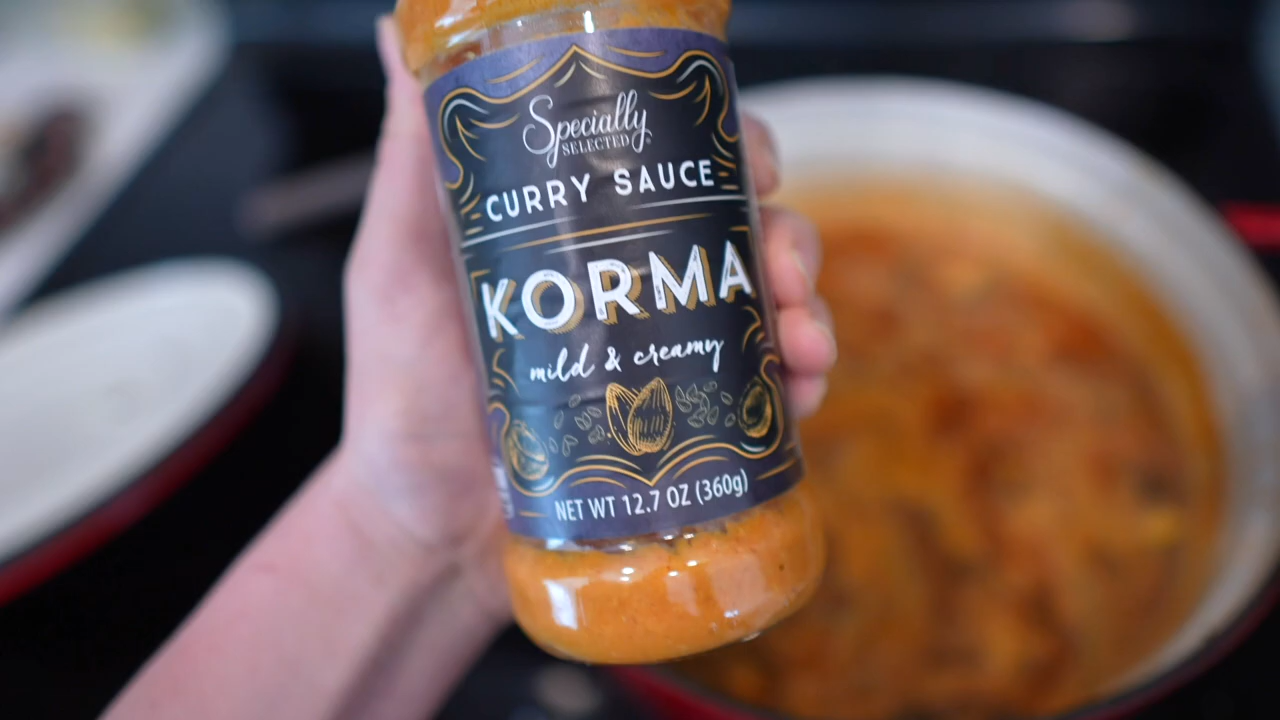 Specially
SELECTED
CURRY SAUCE
KORMA
mild & creamy
NET WT 12.7 OZ (360g)